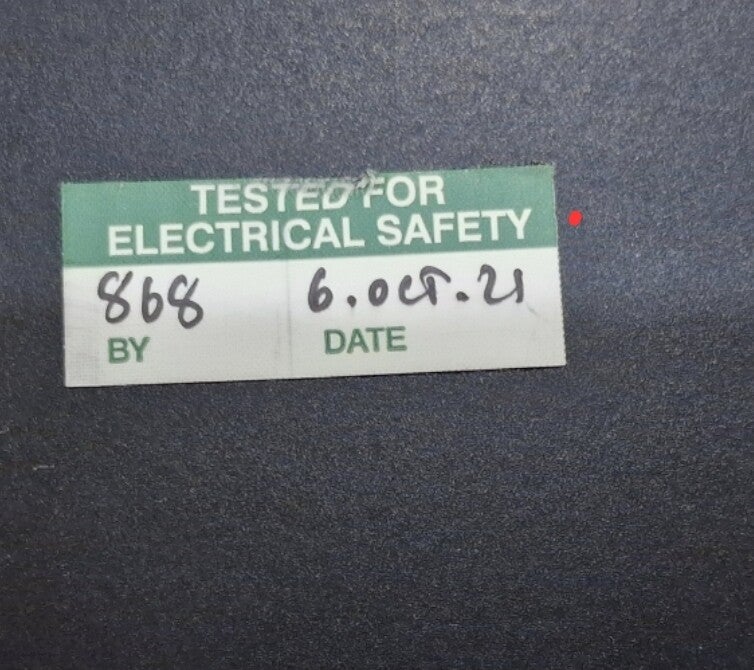 TESTED FOR
ELECTRICAL SAFETY
868 6.OCT.21
BY DATE